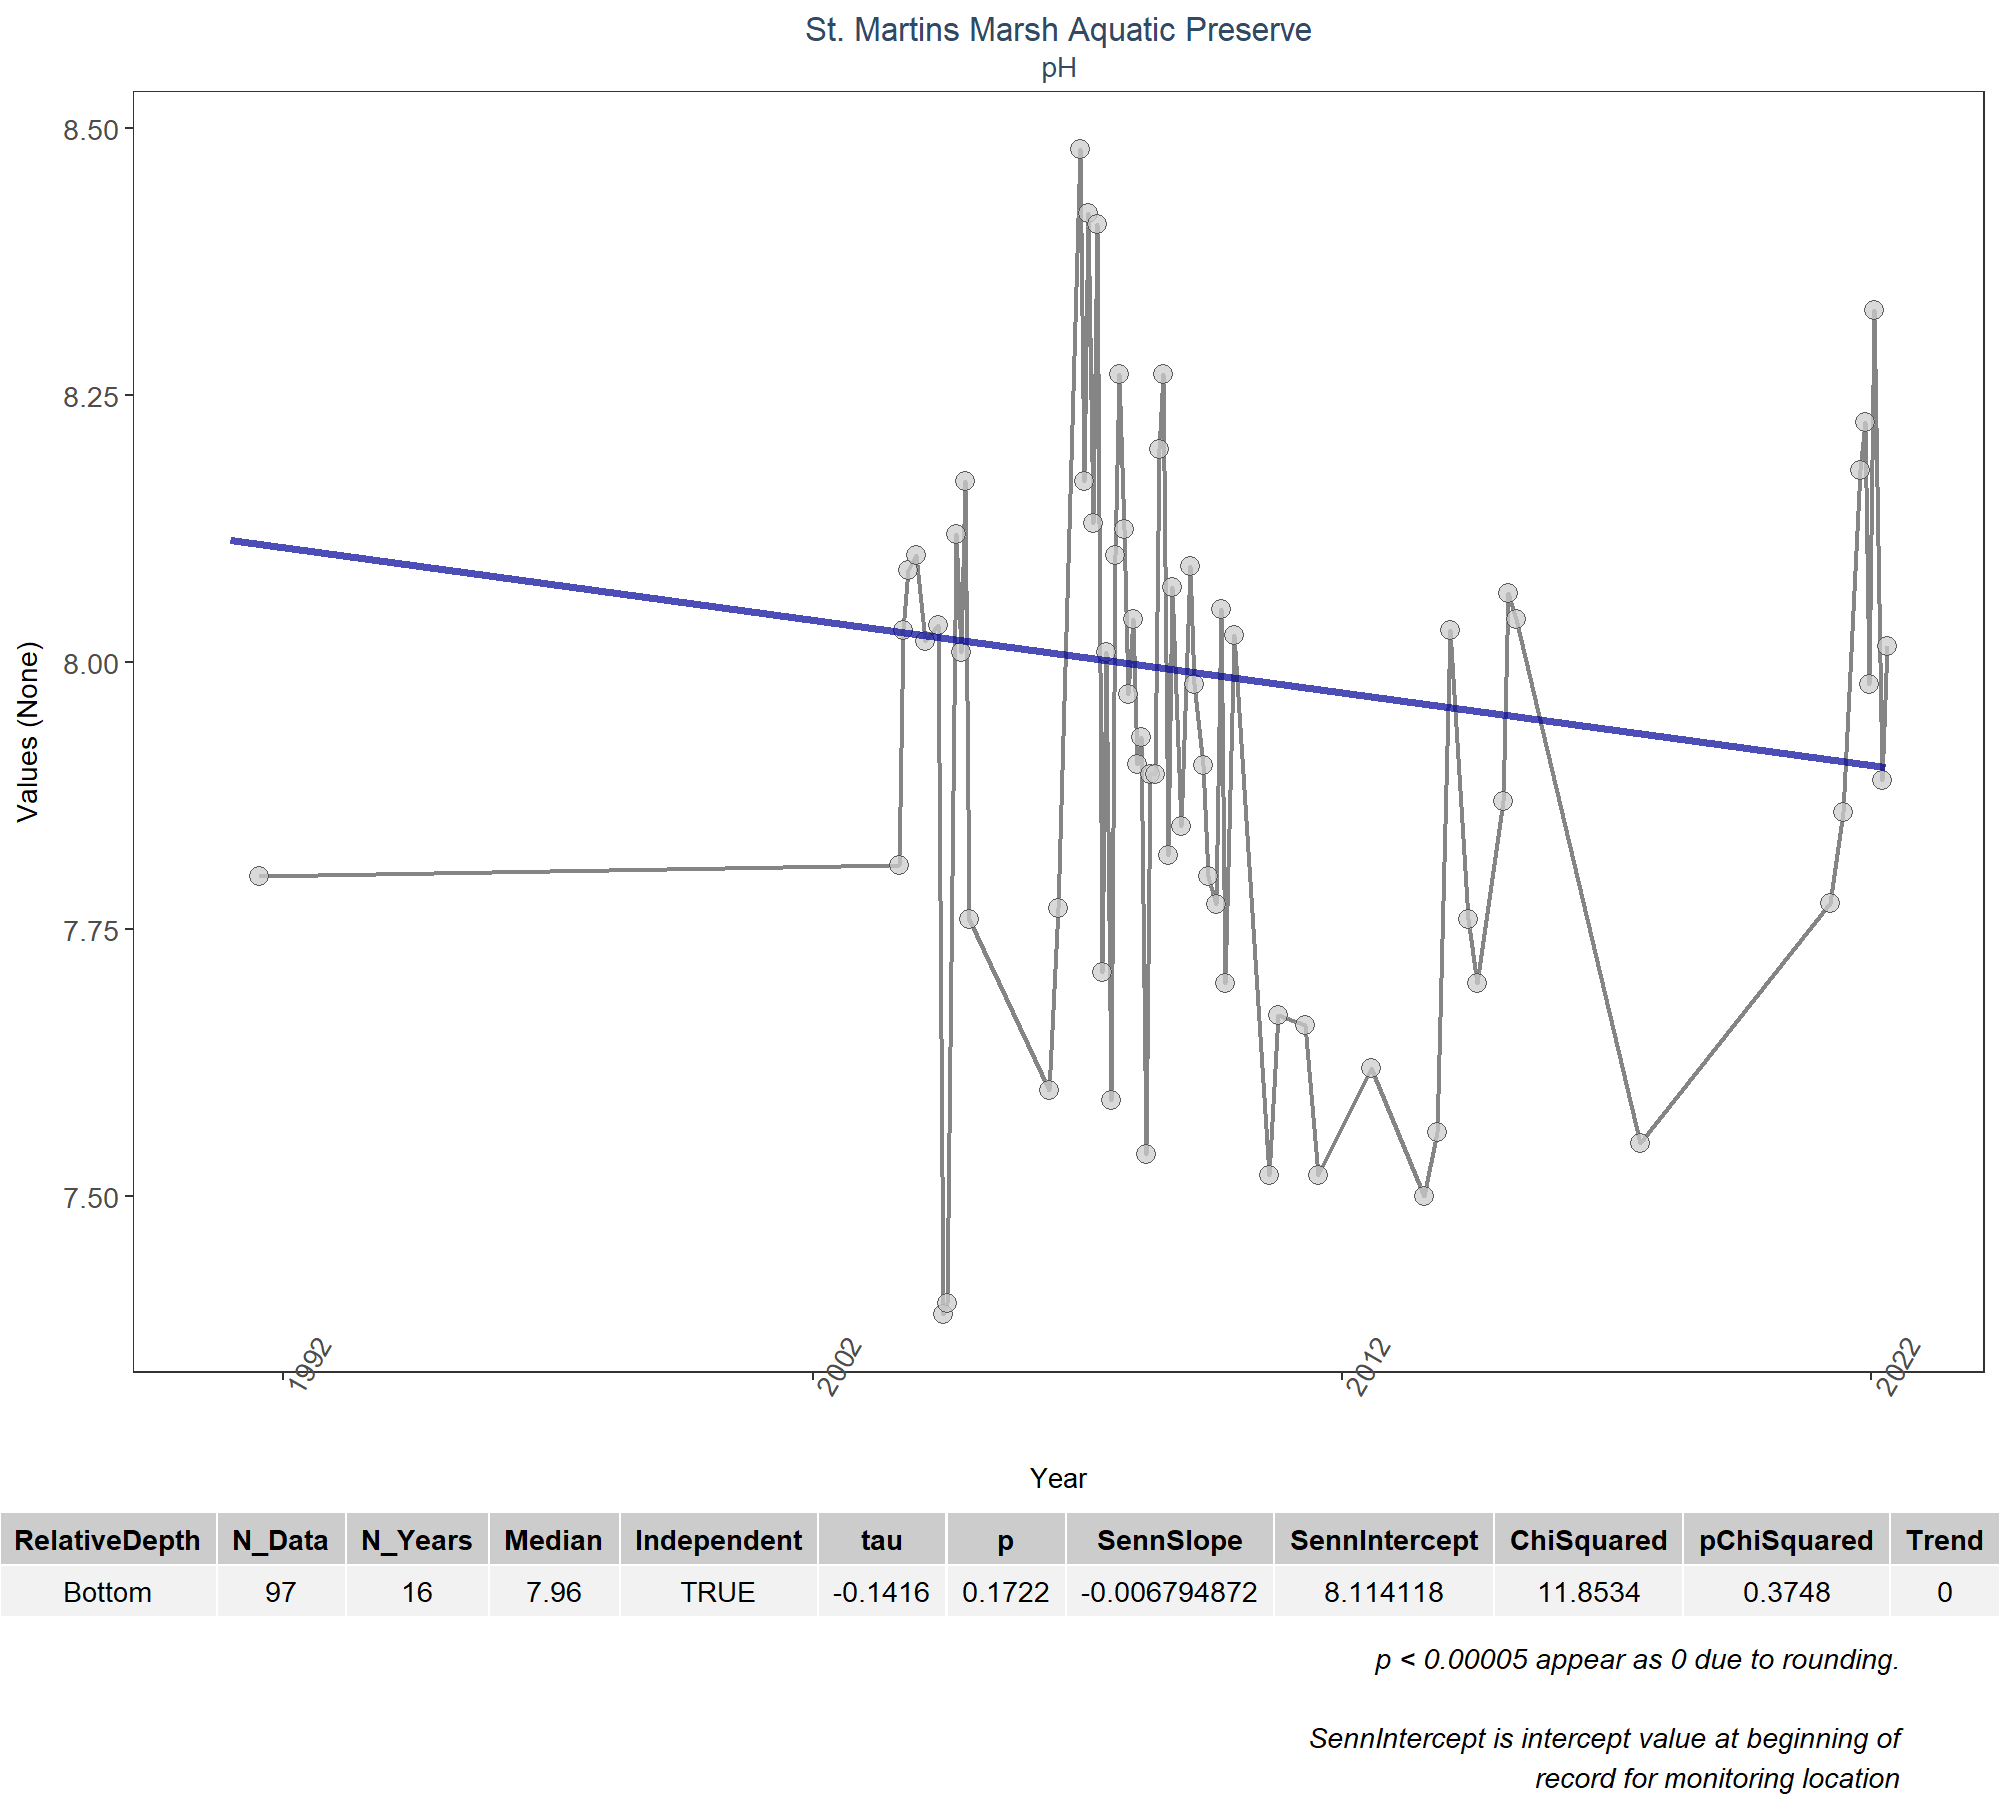 St. Martins Marsh Aquatic Preserve
pH
8.50
8.25
8.00
7.75
7.50
Values (None)
1992
2002
2012
2022
Year
RelativeDepth N_Data N_Years Median Independent tau p SennSlope SennIntercept ChiSquared pChiSquared Trend
Bottom 97 16 7.96 TRUE -0.1416 0.1722 -0.006794872 8.114118 11.8534 0.3748 0
p < 0.00005 appear as 0 due to rounding.
SennIntercept is intercept value at beginning of
record for monitoring location